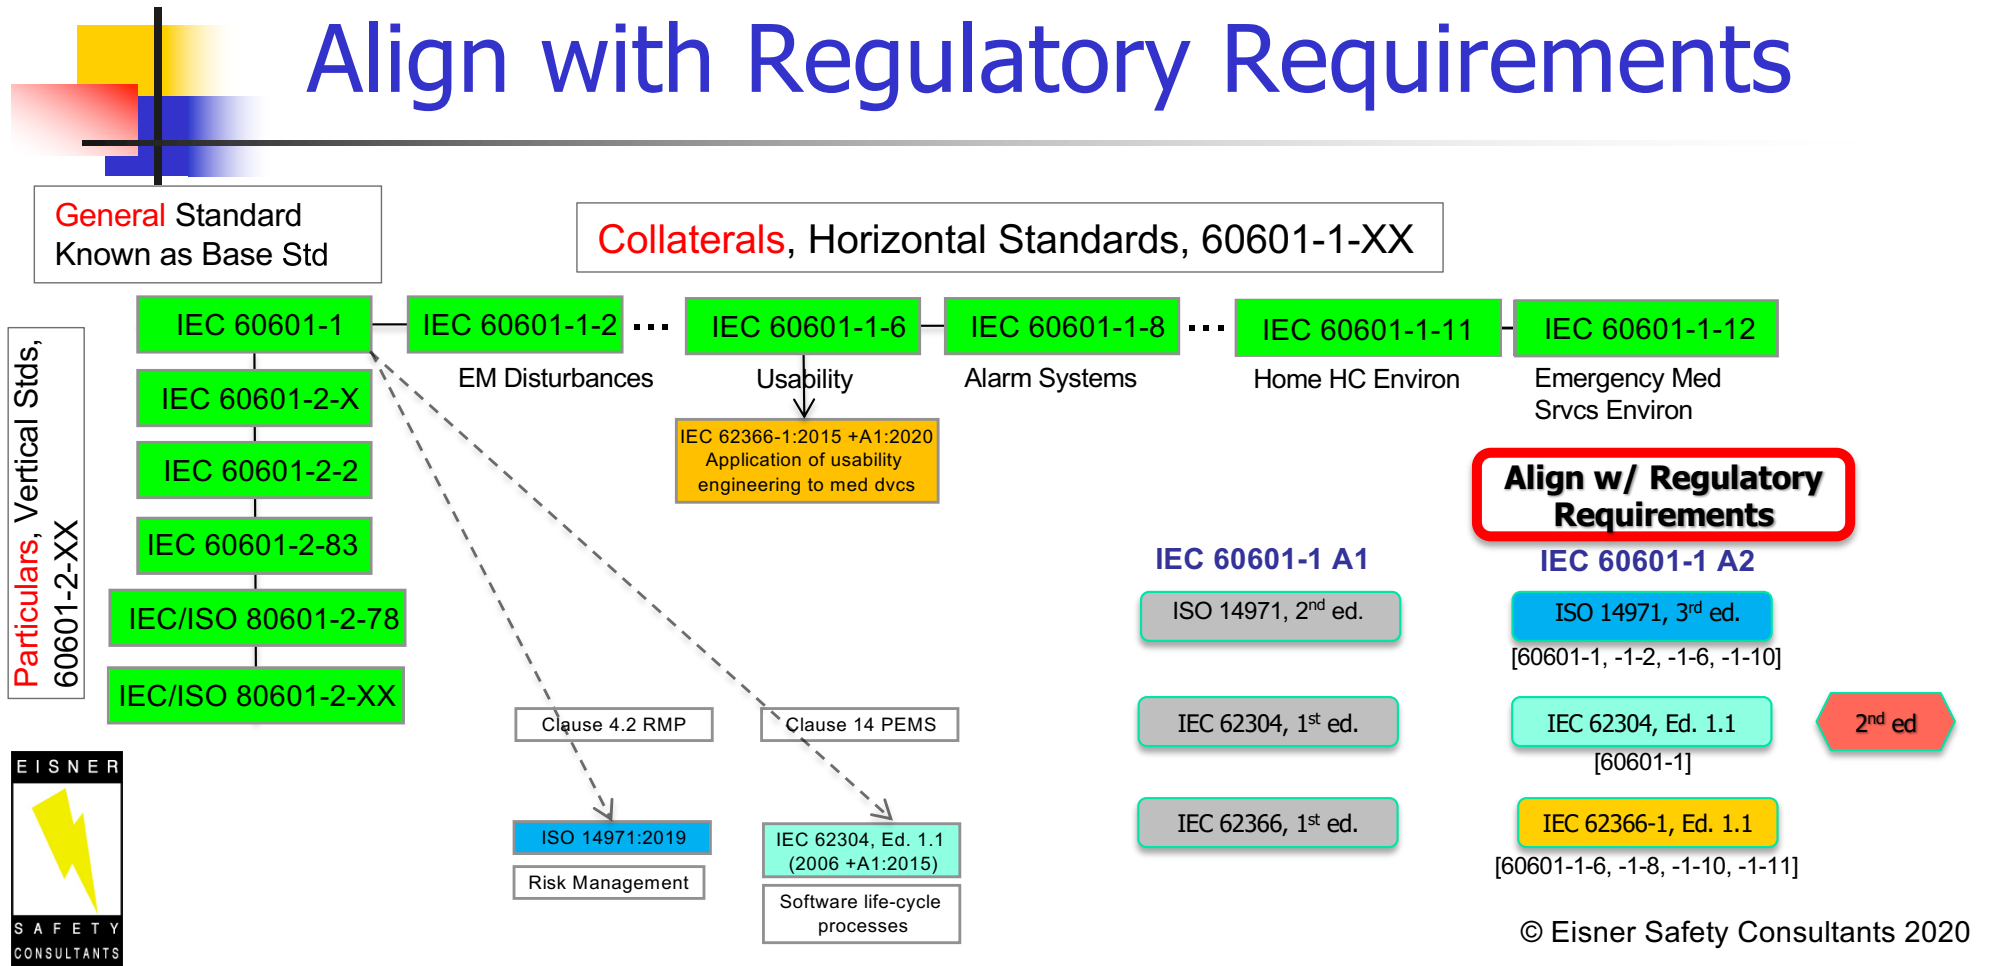 Align with Regulatory Requirements
General Standard
Known as Base Std
Collaterals, Horizontal Standards, 60601-1-XX
Particulars, Vertical Stds,
60601-2-XX
IEC 60601-1
IEC 60601-1-2
...
IEC 60601-1-6
IEC 60601-1-8
...
IEC 60601-1-11
IEC 60601-1-12
EM Disturbances
Usability
Alarm Systems
Home HC Environ
Emergency Med
Srvcs Environ
IEC 60601-2-X
IEC 60601-2-2
IEC 60601-2-83
IEC/ISO 80601-2-78
IEC/ISO 80601-2-XX
IEC 62366-1:2015 +A1:2020
Application of usability
engineering to med dvcs
Clause 4.2 RMP
Clause 14 PEMS
ISO 14971:2019
Risk Management
IEC 62304, Ed. 1.1
(2006 +A1:2015)
Software life-cycle
processes
Align w/ Regulatory
Requirements
IEC 60601-1 A1
IEC 60601-1 A2
ISO 14971, 2nd ed.
ISO 14971, 3rd ed.
[60601-1, -1-2, -1-6, -1-10]
IEC 62304, 1st ed.
IEC 62304, Ed. 1.1
2nd ed
[60601-1]
IEC 62366, 1st ed.
IEC 62366-1, Ed. 1.1
[60601-1-6, -1-8, -1-10, -1-11]
EISNER
SAFETY
CONSULTANTS
© Eisner Safety Consultants 2020